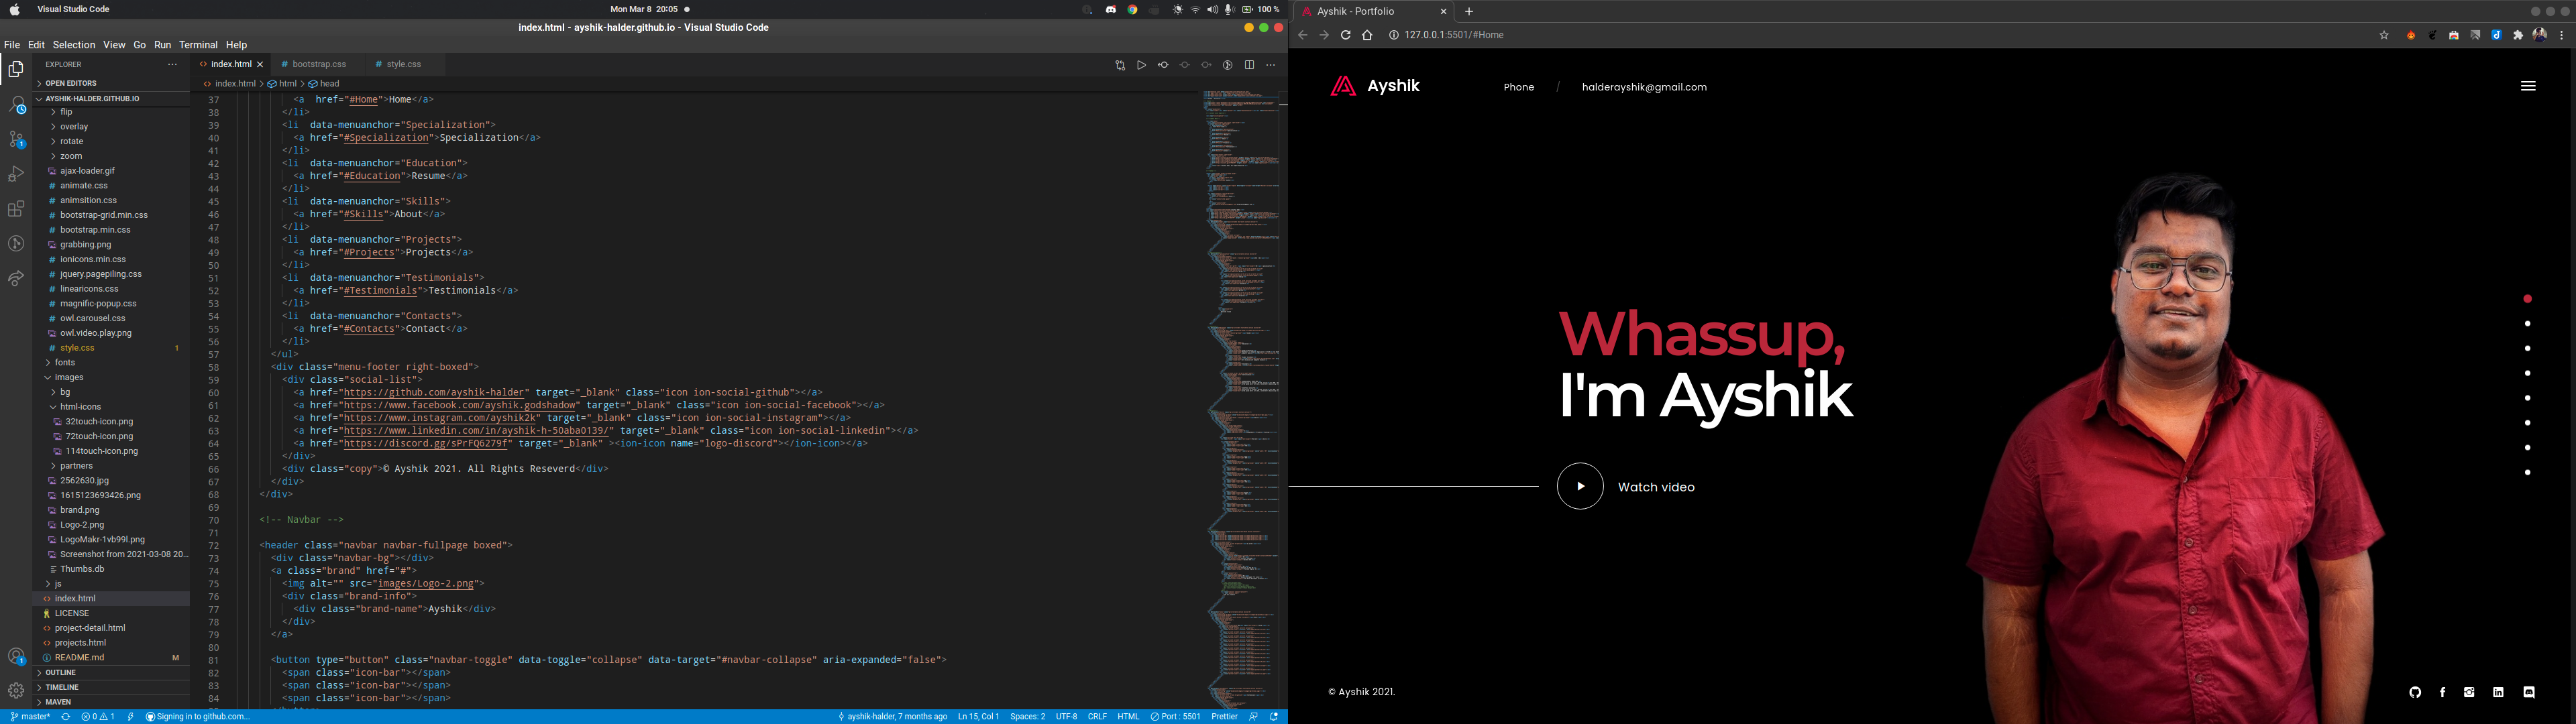 Visual Studio Code
Mon Mar 8 20:05
100 %
index.html - ayshik-halder.github.io - Visual Studio Code
File Edit Selection View Go Run Terminal Help
EXPLORER
OPEN EDITORS
AYSHIK-HALDER.GITHUB.IO
flip
overlay
rotate
zoom
ajax-loader.gif
# animate.css
# animsition.css
# bootstrap-grid.min.css
# bootstrap.min.css
grabbing.png
# ionicons.min.css
# jquery.pagepiling.css
# linearicons.css
# magnific-popup.css
# owl.carousel.css
owl.video.play.png
# style.css 1
fonts
images
bg
html-icons
32touch-icon.png
72touch-icon.png
114touch-icon.png
partners
2562630.jpg
1615123693426.png
brand.png
Logo-2.png
LogoMakr-1vb99l.png
Screenshot from 2021-03-08 20...
Thumbs.db
js
index.html
LICENSE
project-detail.html
projects.html
README.md M
OUTLINE
TIMELINE
MAVEN
index.html
# bootstrap.css
# style.css
index.html > html > head
37 <a  href="#Home">Home</a>
38 </li>
39 <li  data-menuanchor="Specialization">
40 <a href="#Specialization">Specialization</a>
41 </li>
42 <li  data-menuanchor="Education">
43 <a href="#Education">Resume</a>
44 </li>
45 <li  data-menuanchor="Skills">
46 <a href="#Skills">About</a>
47 </li>
48 <li  data-menuanchor="Projects">
49 <a href="#Projects">Projects</a>
50 </li>
51 <li  data-menuanchor="Testimonials">
52 <a href="#Testimonials">Testimonials</a>
53 </li>
54 <li  data-menuanchor="Contacts">
55 <a href="#Contacts">Contact</a>
56 </li>
57 </ul>
58 <div class="menu-footer right-boxed">
59 <div class="social-list">
60 <a href="https://github.com/ayshik-halder" target="_blank" class="icon ion-social-github"></a>
61 <a href="https://www.facebook.com/ayshik.godshadow" target="_blank" class="icon ion-social-facebook"></a>
62 <a href="https://www.instagram.com/ayshik2k" target="_blank" class="icon ion-social-instagram"></a>
63 <a href="https://www.linkedin.com/in/ayshik-h-50aba0139/" target="_blank" class="icon ion-social-linkedin"></a>
64 <a href="https://discord.gg/sPrFQ6279f" target="_blank" ><ion-icon name="logo-discord"></ion-icon></a>
65 </div>
66 <div class="copy">© Ayshik 2021. All Rights Reseverd</div>
67 </div>
68 </div>
69
70 <!-- Navbar -->
71
72 <header class="navbar navbar-fullpage boxed">
73 <div class="navbar-bg"></div>
74 <a class="brand" href="#">
75 <img alt="" src="images/Logo-2.png">
76 <div class="brand-info">
77 <div class="brand-name">Ayshik</div>
78 </div>
79 </a>
80
81 <button type="button" class="navbar-toggle" data-toggle="collapse" data-target="#navbar-collapse" aria-expanded="false">
82 <span class="icon-bar"></span>
83 <span class="icon-bar"></span>
84 <span class="icon-bar"></span>
master* 0 1 Signing in to github.com...
ayshik-halder, 7 months ago Ln 15, Col 1 Spaces: 2 UTF-8 CRLF HTML Port : 5501 Prettier
Ayshik - Portfolio
127.0.0.1:5501/#Home
Ayshik
Phone / halderayshik@gmail.com
Whassup,
I'm Ayshik
Watch video
© Ayshik 2021.